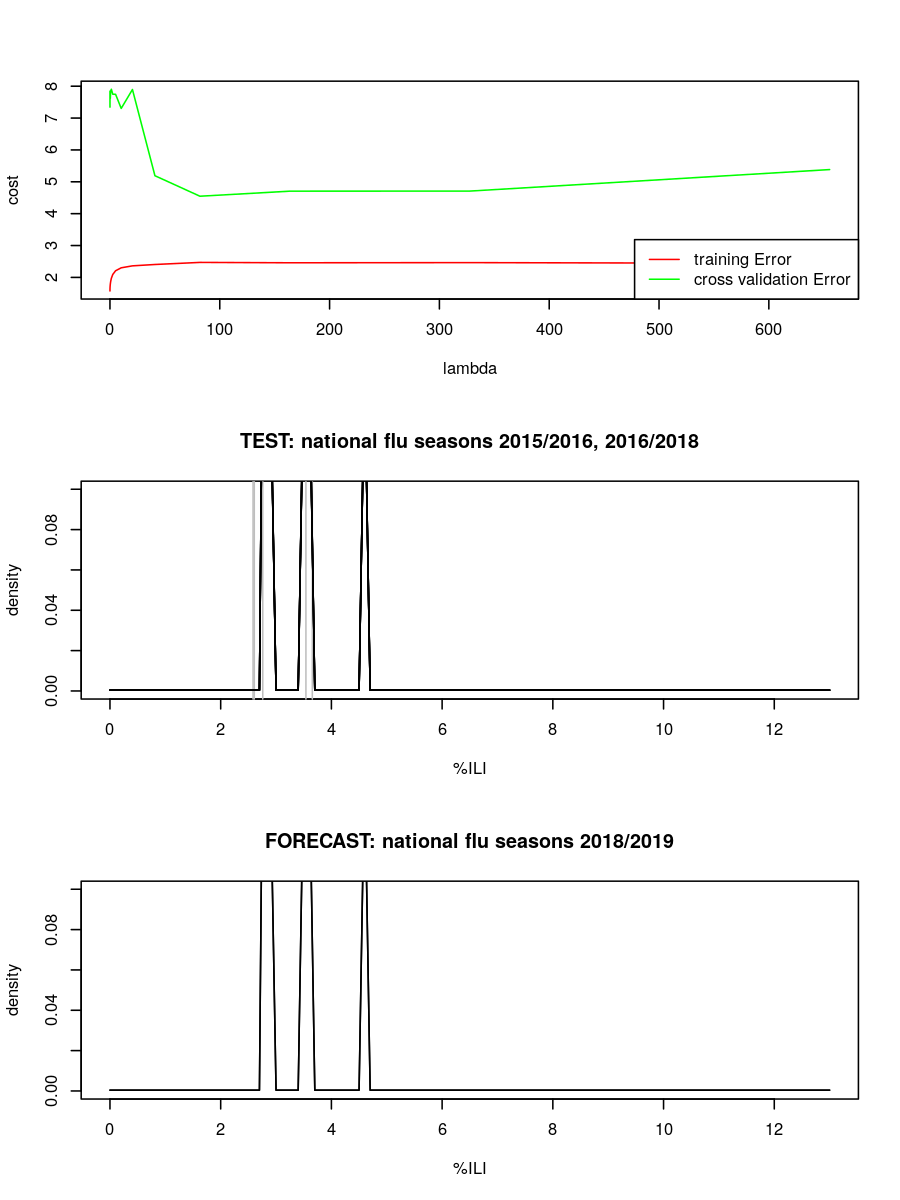 8
7
6
5
4
3
2
cost
training Error
cross validation Error
0 100 200 300 400 500 600
lambda
TEST: national flu seasons 2015/2016, 2016/2018
0.08
0.04
0.00
density
0 2 4 6 8 10 12
%ILI
FORECAST: national flu seasons 2018/2019
0.08
0.04
0.00
density
0 2 4 6 8 10 12
%ILI